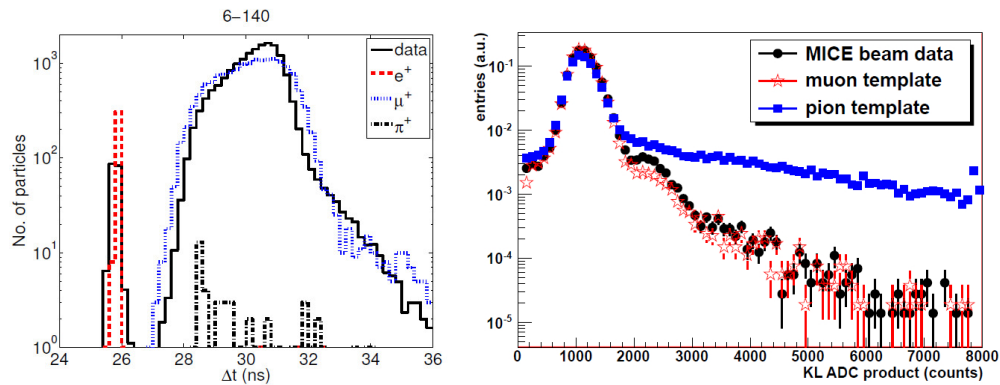 6−140
No. of particles
10³
10²
10¹
10⁰
24 26 28 30 32 34 36
Δt (ns)
data
e⁺
μ⁺
π⁺
entries (a.u.)
10⁻¹
10⁻²
10⁻³
10⁻⁴
10⁻⁵
0 1000 2000 3000 4000 5000 6000 7000 8000
KL ADC product (counts)
MICE beam data
muon template
pion template